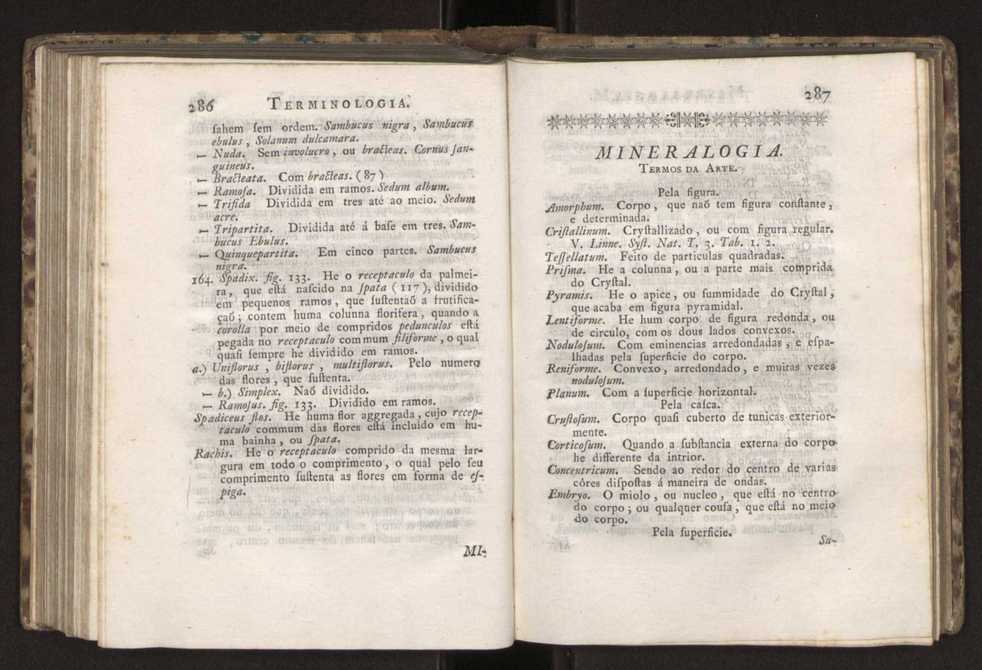 286 TERMINOLOGIA.
ſahem ſem ordem. Sambucus nigra, Sambucus
ebulus, Solanum dulcamara.
— Nuda. Sem involucro, ou bracteas. Cornus ſan-
guineus.
— Bracteata. Com bracteas. (87)
— Ramoſa. Dividida em ramos. Sedum album.
— Trifida Dividida em tres até ao meio. Sedum
acre.
— Tripartita. Dividida até á baſe em tres. Sam-
bucus Ebulus.
— Quinquepartita. Em cinco partes. Sambucus
nigra.
164. Spadix. fig. 133. He o receptaculo da palmei-
ra, que eſtá naſcido na ſpata (117), dividido
em pequenos ramos, que ſuſtentaõ a frutifica-
çaõ; contem huma columna florifera, quando a
corolla por meio de compridos pedunculos eſtá
pegada no receptaculo commum filiforme, o qual
quaſi ſempre he dividido em ramos.
a.) Uniflorus, biflorus, multiflorus. Pelo numero
das flores, que ſuſtenta.
— b.) Simplex. Naõ dividido.
— Ramoſus. fig. 133. Dividido em ramos.
Spadiceus flos. He huma flor aggregada, cujo recep-
taculo commum das flores eſtá incluido em hu-
ma bainha, ou ſpata.
Rachis. He o receptaculo comprido da mesma lar-
gura em todo o comprimento, o qual pelo ſeu
comprimento ſuſtenta as flores em forma de eſ-
piga.
MI-
287
MINERALOGIA.
TERMOS DA ARTE.
Pela figura.
Amorphum. Corpo, que naõ tem figura conſtante,
e determinada.
Criſtallinum. Cryſtallizado, ou com figura regular.
V. Linne. Syſt. Nat. T. 3. Tab. 1. 2.
Teſſellatum. Feito de particulas quadradas.
Priſma. He a columna, ou a parte mais comprida
do Cryſtal.
Pyramis. He o apice, ou ſummidade do Cryſtal,
que acaba em figura pyramidal.
Lentiforme. He hum corpo de figura redonda, ou
de circulo, com os dous lados convexos.
Noduloſum. Com eminencias arredondadas, e eſpa-
lhadas pela ſuperficie do corpo.
Reniforme. Convexo, arredondado, e muitas vezes
noduloſum.
Planum. Com a ſuperficie horizontal.
Pela caſca.
Cruſtoſum. Corpo quaſi cuberto de tunicas exterior-
mente.
Corticoſum. Quando a ſubſtancia externa do corpo
he differente da intrior.
Concentricum. Sendo ao redor do centro de varias
côres diſpoſtas á maneira de ondas.
Embryo. O miolo, ou nucleo, que eſtá no centro
do corpo; ou qualquer couſa, que eſtá no meio
do corpo.
Pela ſuperficie.
Su-